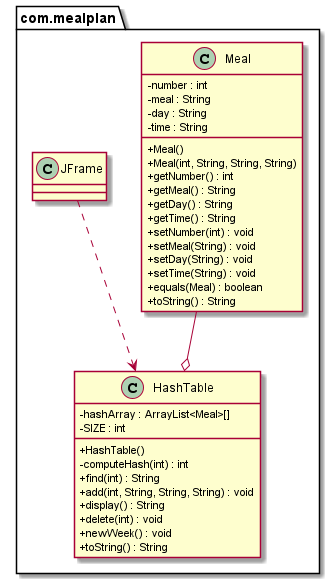 com.mealplan
C Meal
-number : int
-meal : String
-day : String
-time : String
+Meal()
+Meal(int, String, String, String)
+getNumber() : int
+getMeal() : String
+getDay() : String
+getTime() : String
+setNumber(int) : void
+setMeal(String) : void
+setDay(String) : void
+setTime(String) : void
+equals(Meal) : boolean
+toString() : String
C JFrame
C HashTable
-hashArray : ArrayList<Meal>[]
-SIZE : int
+HashTable()
-computeHash(int) : int
+find(int) : String
+add(int, String, String, String) : void
+display() : String
+delete(int) : void
+newWeek() : void
+toString() : String